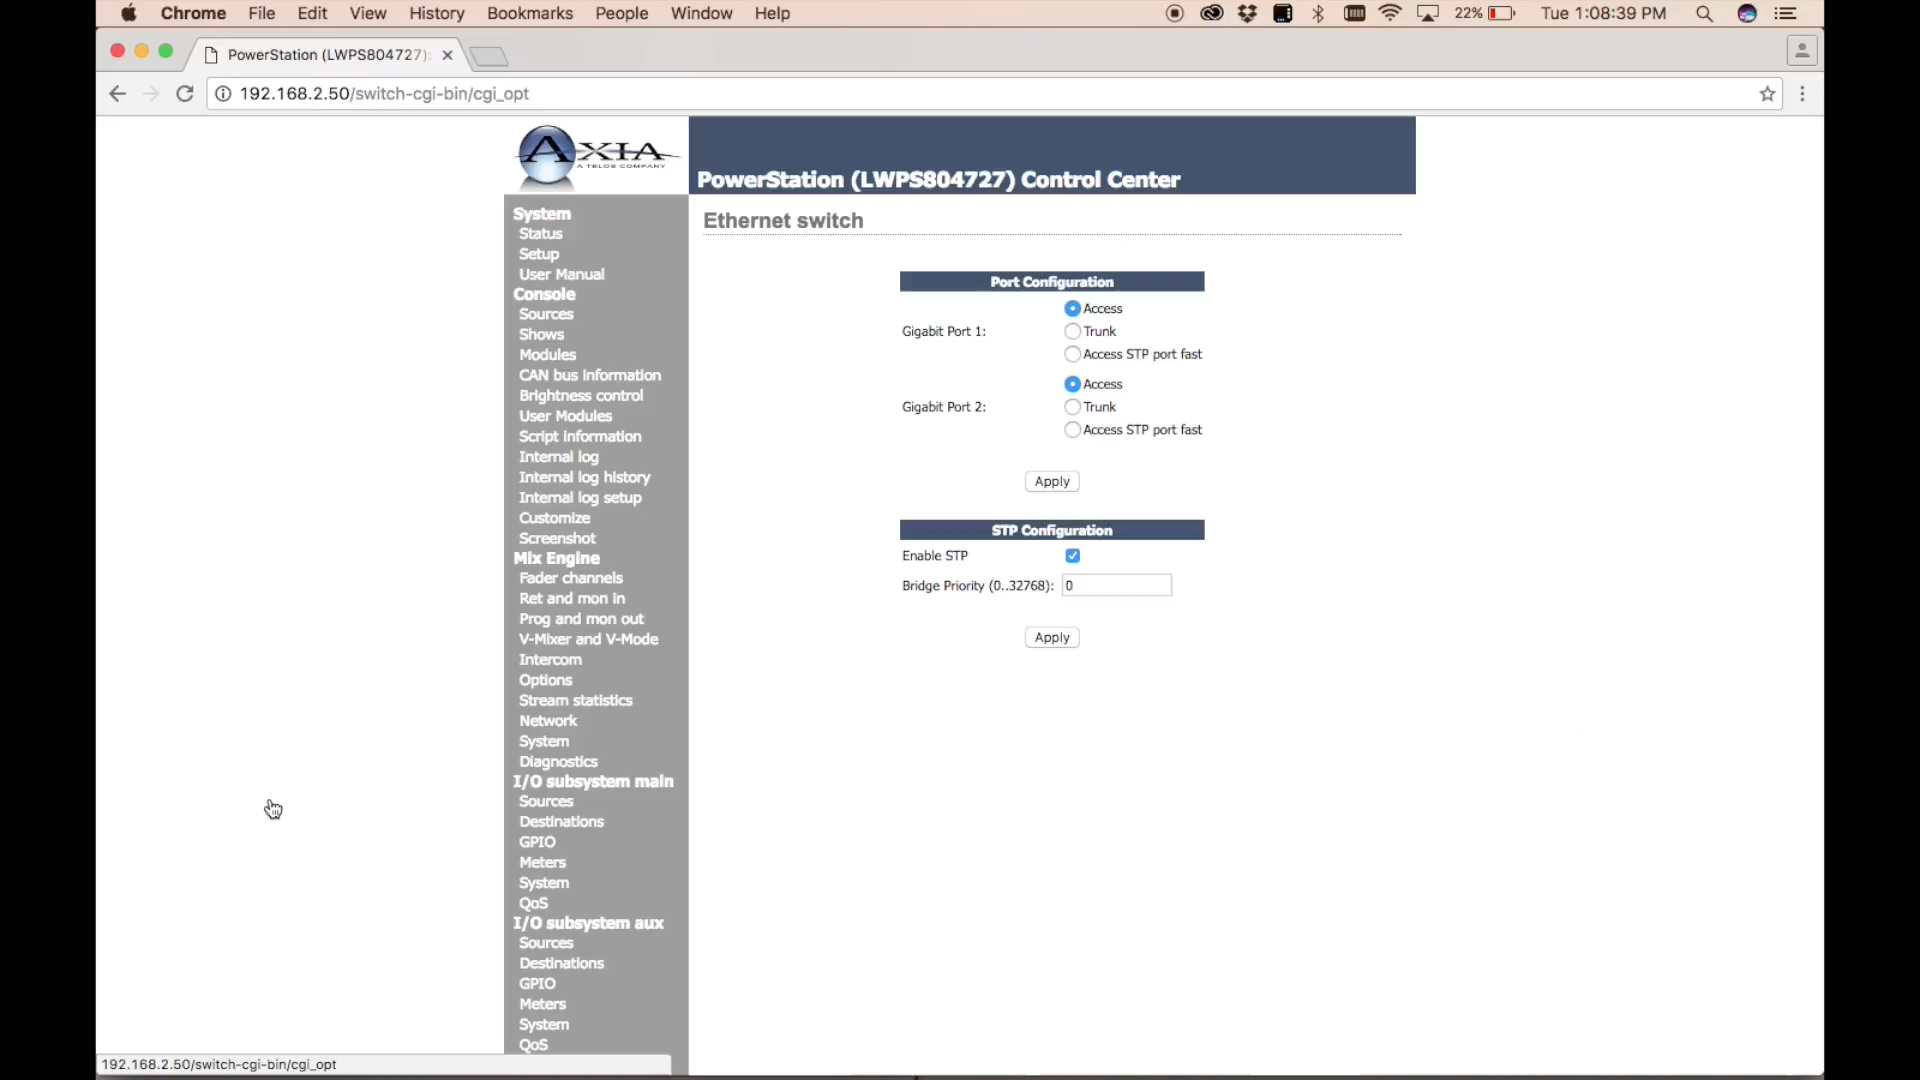 Chrome File Edit View History Bookmarks People Window Help 22% Tue 1:08:39 PM
PowerStation (LWPS804727):
192.168.2.50/switch-cgi-bin/cgi_opt
AXIA
A TELOS COMPANY
PowerStation (LWPS804727) Control Center
System
Status
Setup
User Manual
Console
Sources
Shows
Modules
CAN bus information
Brightness control
User Modules
Script information
Internal log
Internal log history
Internal log setup
Customize
Screenshot
Mix Engine
Fader channels
Ret and mon in
Prog and mon out
V-Mixer and V-Mode
Intercom
Options
Stream statistics
Network
System
Diagnostics
I/O subsystem main
Sources
Destinations
GPIO
Meters
System
QoS
I/O subsystem aux
Sources
Destinations
GPIO
Meters
System
QoS
Ethernet switch
Port Configuration
Gigabit Port 1:
Access
Trunk
Access STP port fast
Gigabit Port 2:
Access
Trunk
Access STP port fast
Apply
STP Configuration
Enable STP
Bridge Priority (0..32768): 0
Apply
192.168.2.50/switch-cgi-bin/cgi_opt